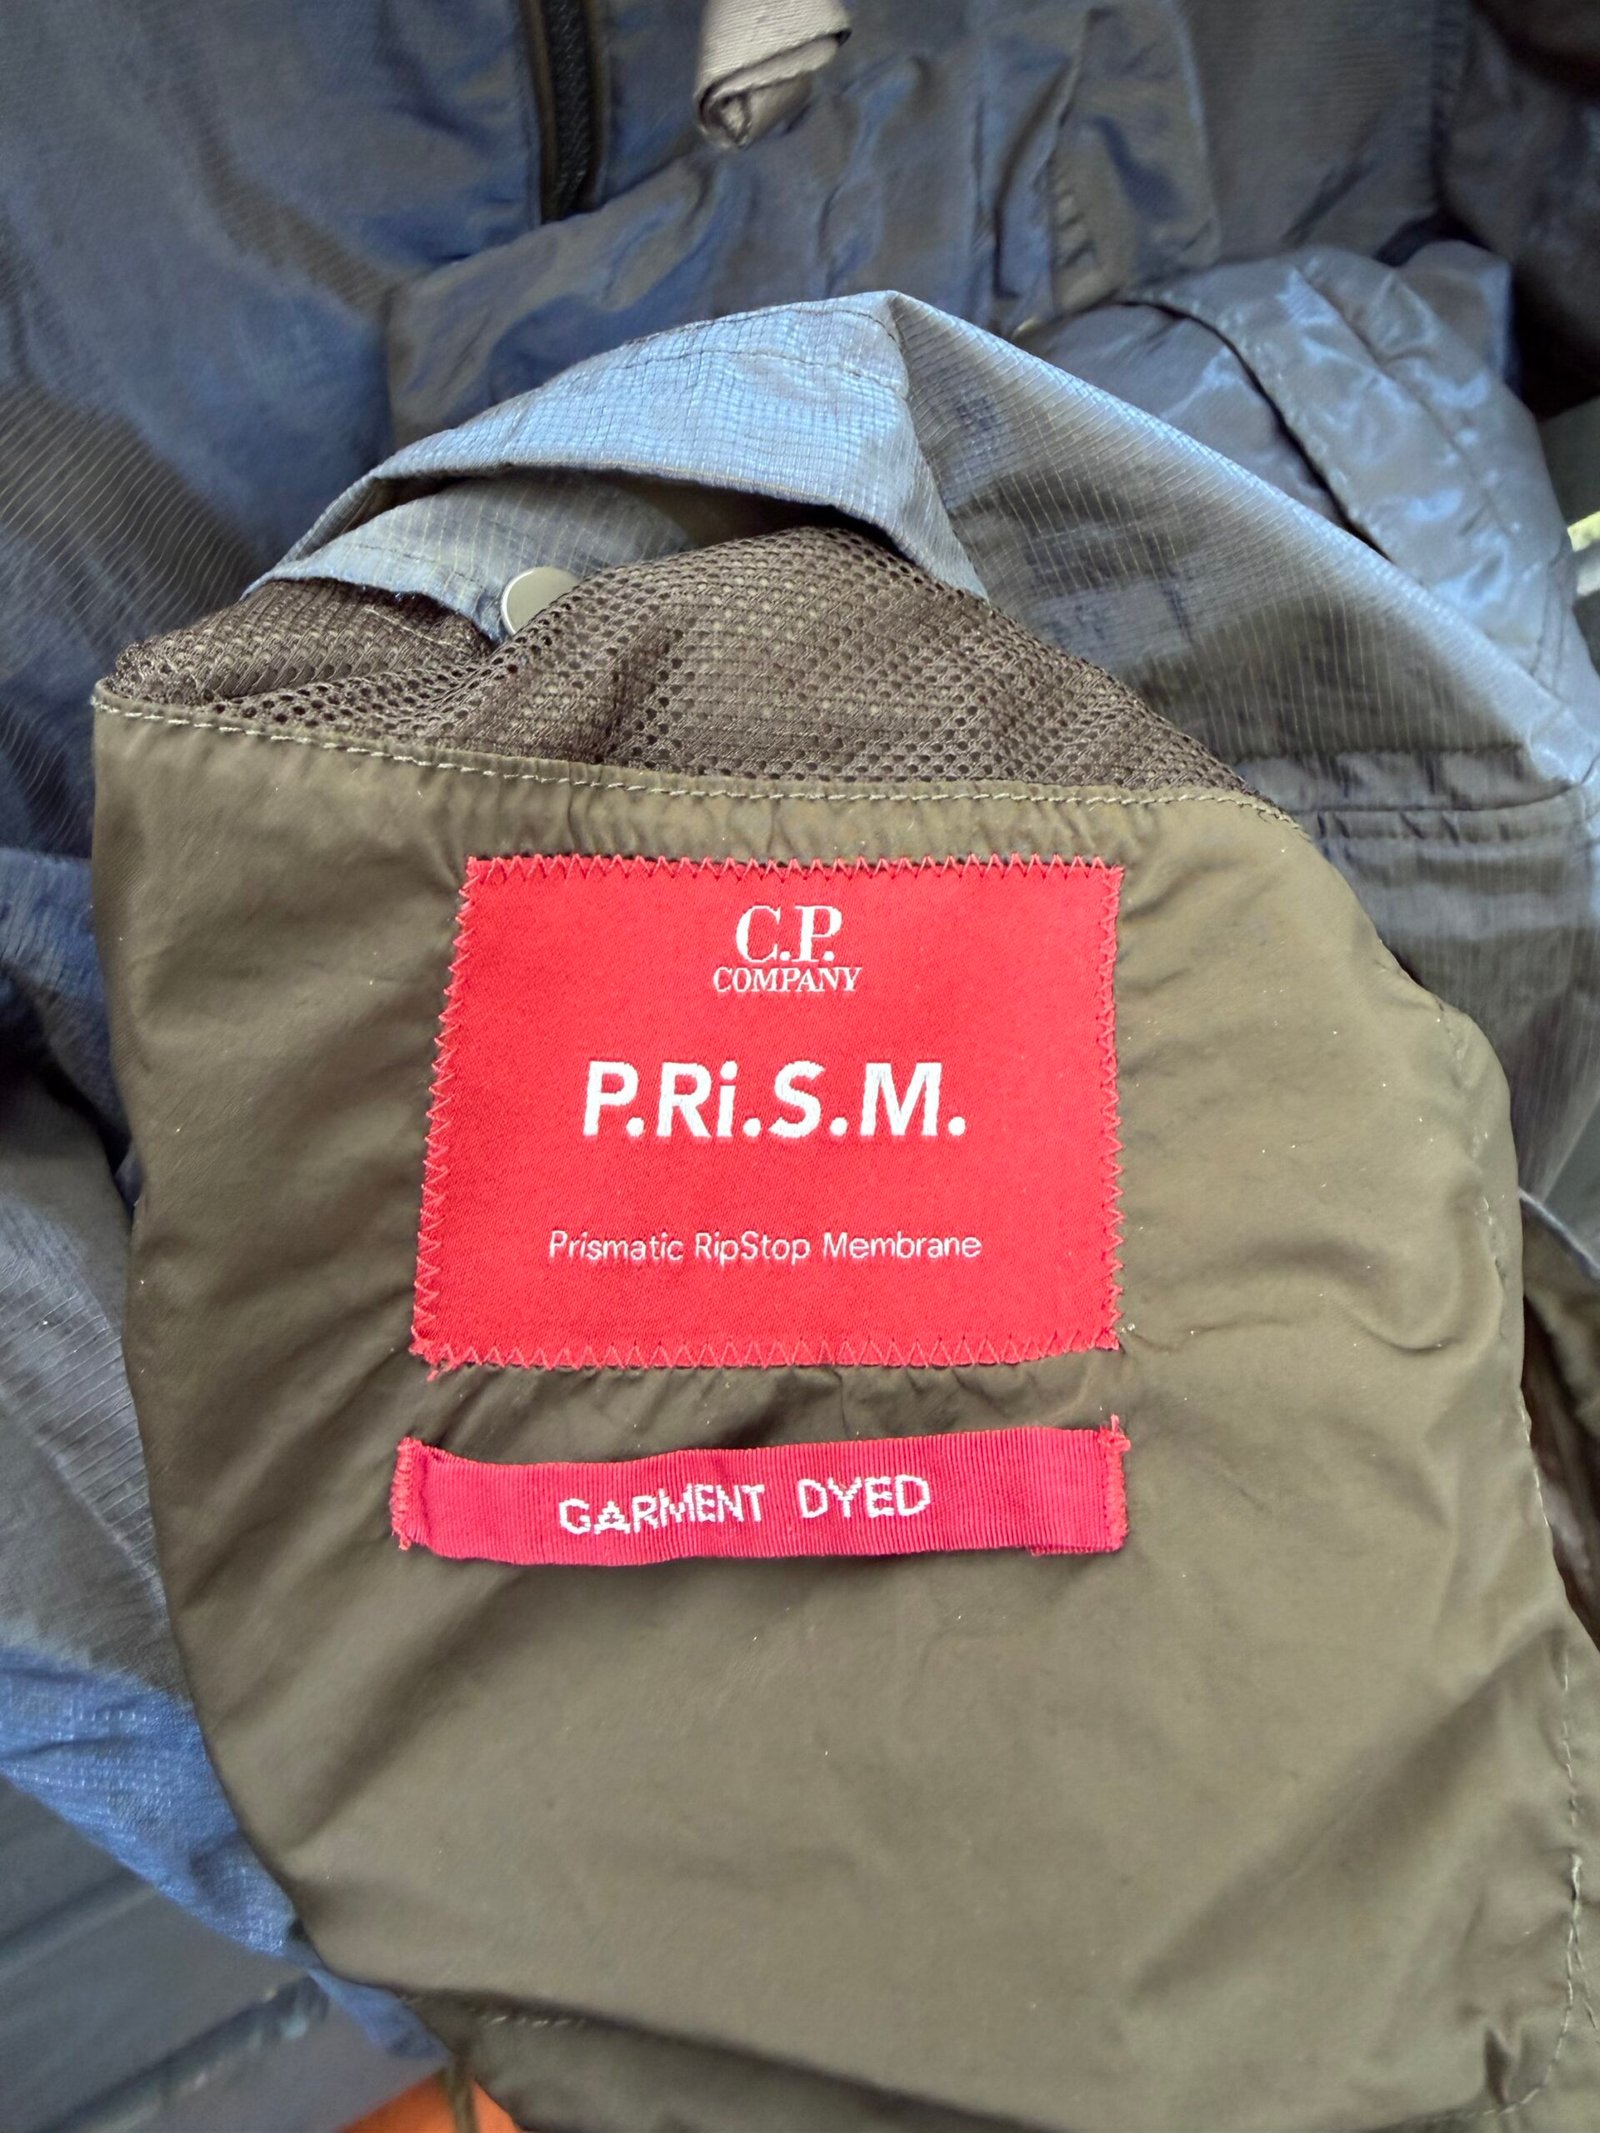 C.P.
COMPANY
P.Ri.S.M.
Prismatic RipStop Membrane
GARMENT DYED